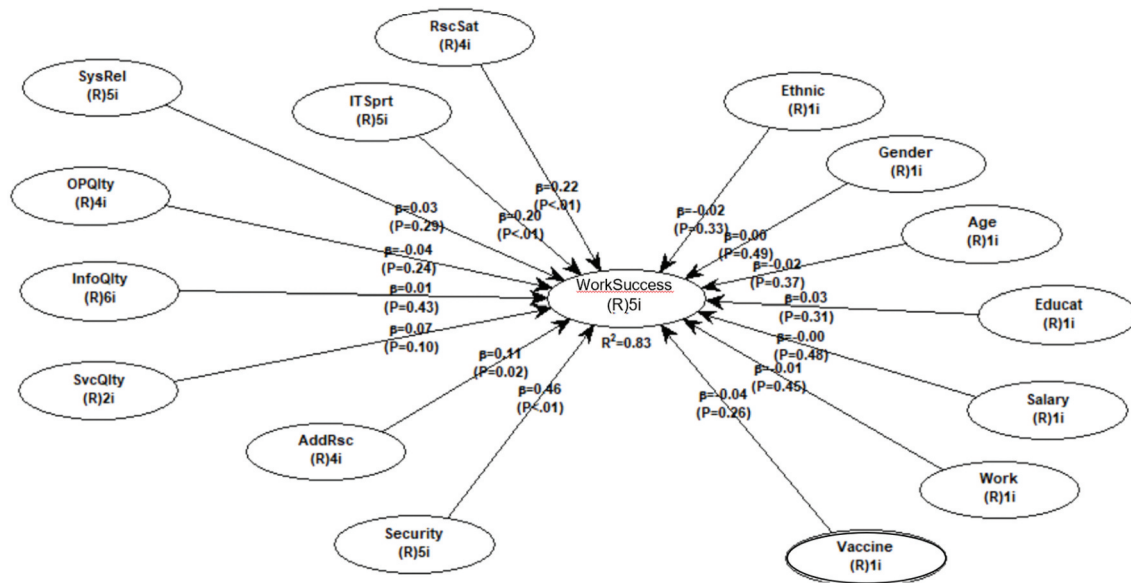 RscSat
(R)4i
SysRel
(R)5i
ITSprt
(R)5i
Ethnic
(R)1i
Gender
(R)1i
OPQlty
(R)4i
Age
(R)1i
InfoQlty
(R)6i
Educat
(R)1i
SvcQlty
(R)2i
Salary
(R)1i
AddRsc
(R)4i
Work
(R)1i
Security
(R)5i
Vaccine
(R)1i
WorkSuccess
(R)5i
R²=0.83
β=0.22
(P<.01)
β=0.03
(P=0.29)
β=0.20
(P<.01)
β=-0.02
(P=0.33)
β=0.00
(P=0.49)
β=-0.04
(P=0.24)
β=-0.02
(P=0.37)
β=0.01
(P=0.43)
β=0.03
(P=0.31)
β=0.07
(P=0.10)
β=-0.00
(P=0.48)
β=0.11
(P=0.02)
β=-0.01
(P=0.45)
β=0.46
(P<.01)
β=-0.04
(P=0.26)